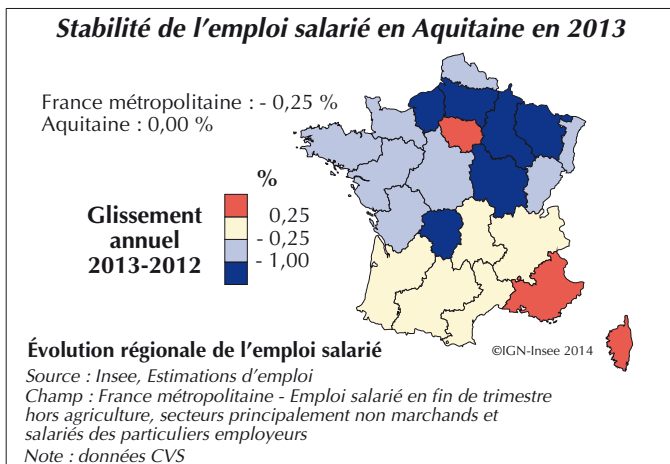 Stabilité de l'emploi salarié en Aquitaine en 2013
France métropolitaine : - 0,25 %
Aquitaine : 0,00 %
%
Glissement
annuel
2013-2012
0,25
- 0,25
- 1,00
Évolution régionale de l'emploi salarié
©IGN-Insee 2014
Source : Insee, Estimations d'emploi
Champ : France métropolitaine - Emploi salarié en fin de trimestre
hors agriculture, secteurs principalement non marchands et
salariés des particuliers employeurs
Note : données CVS